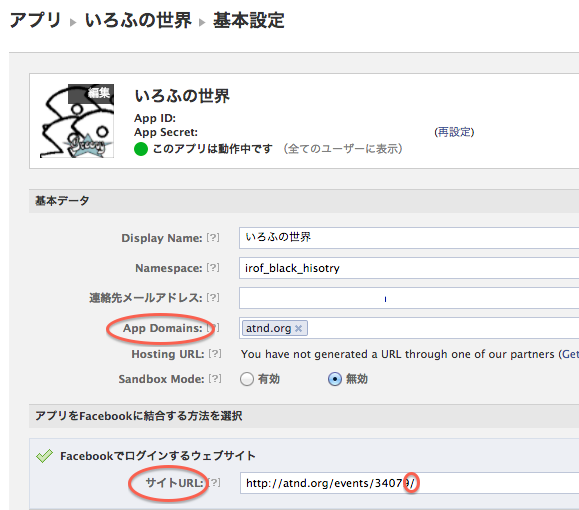 アプリ ▸ いろふの世界 ▸ 基本設定
編集
いろふの世界
App ID:
App Secret: (再設定)
このアプリは動作中です (全てのユーザーに表示)
基本データ
Display Name: [?] いろふの世界
Namespace: [?] irof_black_hisotry
連絡先メールアドレス: [?]
App Domains: [?] atnd.org ×
Hosting URL: [?] You have not generated a URL through one of our partners (Get
Sandbox Mode: [?] 有効 無効
アプリをFacebookに結合する方法を選択
Facebookでログインするウェブサイト
サイトURL: [?] http://atnd.org/events/34079/